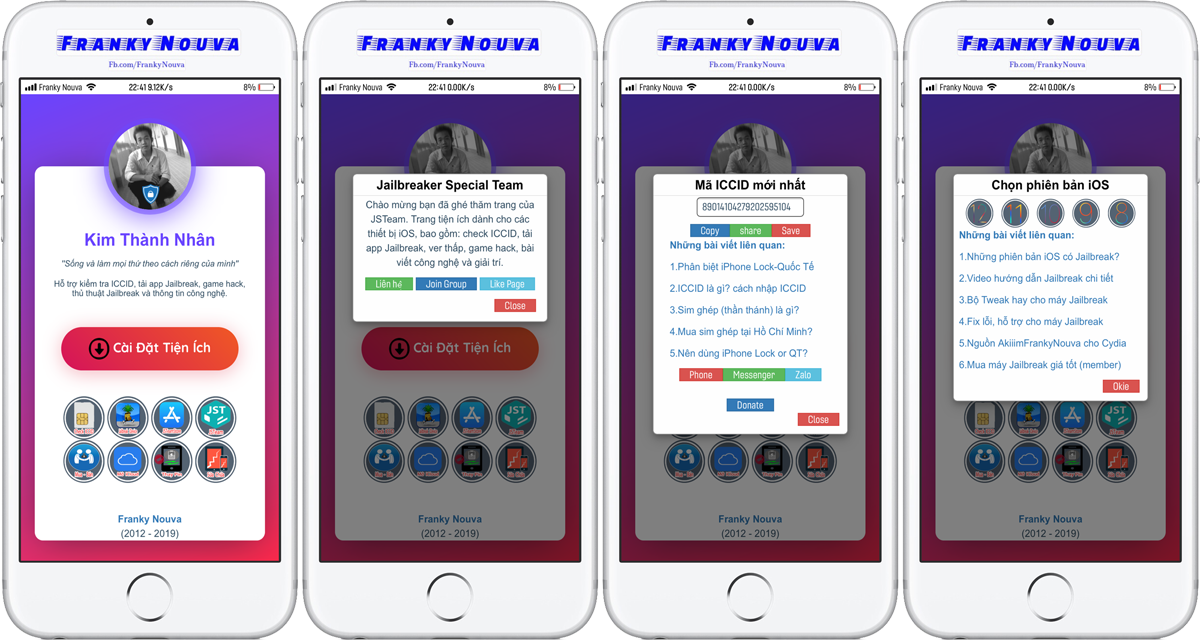 FRANKY NOUVA
Fb.com/FrankyNouva
Franky Nouva 22:41 9.12K/s 8%
Kim Thành Nhân
"Sống và làm mọi thứ theo cách riêng của mình"
Hỗ trợ kiểm tra ICCID, tải app Jailbreak, game hack,
thủ thuật Jailbreak và thông tin công nghệ.
Cài Đặt Tiện Ích
JST
Franky Nouva
(2012 - 2019)
FRANKY NOUVA
Fb.com/FrankyNouva
Franky Nouva 22:41 0.00K/s 8%
Jailbreaker Special Team
Chào mừng bạn đã ghé thăm trang của
JSTeam. Trang tiện ích dành cho các
thiết bị iOS, bao gồm: check ICCID, tải
app Jailbreak, ver thấp, game hack, bài
viết công nghệ và giải trí.
Liên hệ Join Group Like Page
Close
Cài Đặt Tiện Ích
JST
Franky Nouva
(2012 - 2019)
FRANKY NOUVA
Fb.com/FrankyNouva
Franky Nouva 22:41 0.00K/s 8%
Mã ICCID mới nhất
89014104279202595104
Copy share Save
Những bài viết liên quan:
1.Phân biệt iPhone Lock-Quốc Tế
2.ICCID là gì? cách nhập ICCID
3.Sim ghép (thần thánh) là gì?
4.Mua sim ghép tại Hồ Chí Minh?
5.Nên dùng iPhone Lock or QT?
Phone Messenger Zalo
Donate
Close
Franky Nouva
(2012 - 2019)
FRANKY NOUVA
Fb.com/FrankyNouva
Franky Nouva 22:41 0.00K/s 8%
Chọn phiên bản iOS
12 11 10 9 8
Những bài viết liên quan:
1.Những phiên bản iOS có Jailbreak?
2.Video hướng dẫn Jailbreak chi tiết
3.Bộ Tweak hay cho máy Jailbreak
4.Fix lỗi, hỗ trợ cho máy Jailbreak
5.Nguồn AkiiimFrankyNouva cho Cydia
6.Mua máy Jailbreak giá tốt (member)
Okie
JST
Franky Nouva
(2012 - 2019)